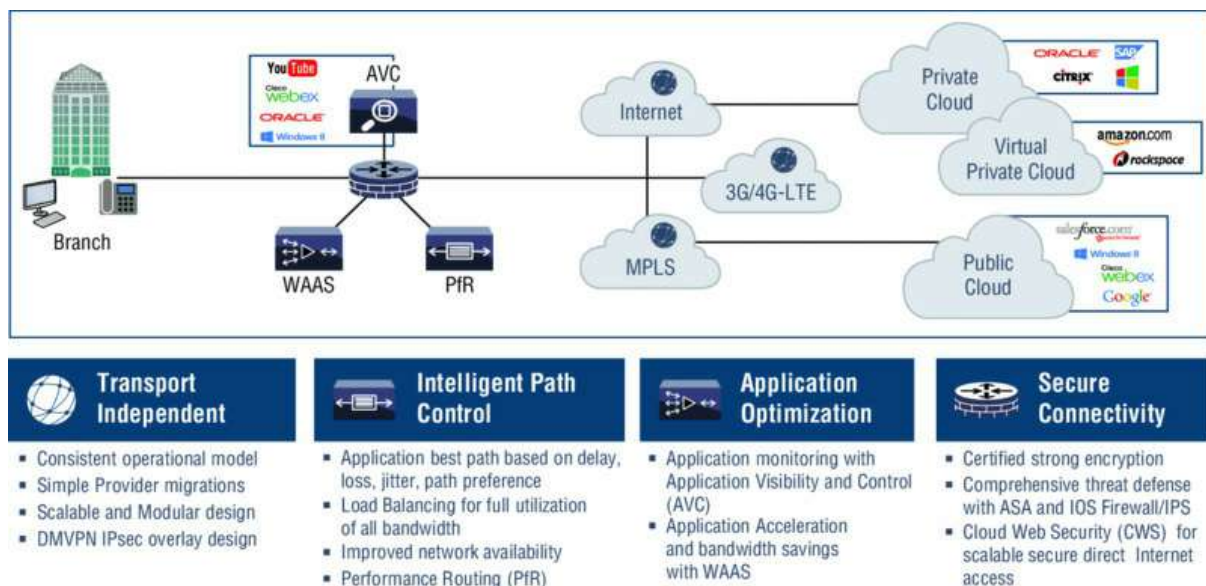 You Tube
Cisco
webex
ORACLE
Windows 8
AVC
Branch
WAAS
PfR
Internet
3G/4G-LTE
MPLS
Private
Cloud
ORACLE
SAP
CITRIX
Virtual
Private Cloud
amazon.com
rackspace
Public
Cloud
salesforce.com
Windows 8
Cisco
webex
Google
Transport
Independent
▪ Consistent operational model
▪ Simple Provider migrations
▪ Scalable and Modular design
▪ DMVPN IPsec overlay design
Intelligent Path
Control
▪ Application best path based on delay,
loss, jitter, path preference
▪ Load Balancing for full utilization
of all bandwidth
▪ Improved network availability
▪ Performance Routing (PfR)
Application
Optimization
▪ Application monitoring with
Application Visibility and Control
(AVC)
▪ Application Acceleration
and bandwidth savings
with WAAS
Secure
Connectivity
▪ Certified strong encryption
▪ Comprehensive threat defense
with ASA and IOS Firewall/IPS
▪ Cloud Web Security (CWS) for
scalable secure direct Internet
access